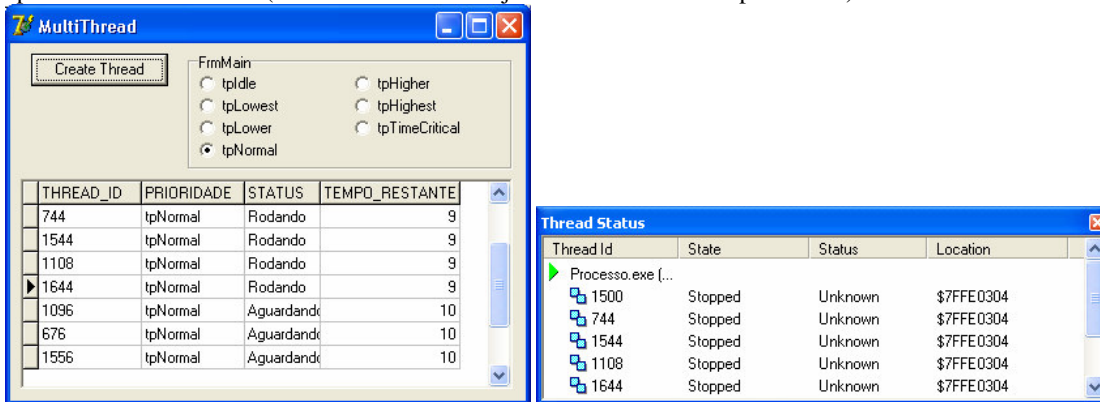 MultiThread
Create Thread
FrmMain
tpIdle tpHigher
tpLowest tpHighest
tpLower tpTimeCritical
tpNormal
THREAD_ID PRIORIDADE STATUS TEMPO_RESTANTE
744 tpNormal Rodando 9
1544 tpNormal Rodando 9
1108 tpNormal Rodando 9
1644 tpNormal Rodando 9
1096 tpNormal Aguardando 10
676 tpNormal Aguardando 10
1556 tpNormal Aguardando 10
Thread Status
Thread Id State Status Location
Processo.exe (...
1500 Stopped Unknown $7FFE0304
744 Stopped Unknown $7FFE0304
1544 Stopped Unknown $7FFE0304
1108 Stopped Unknown $7FFE0304
1644 Stopped Unknown $7FFE0304